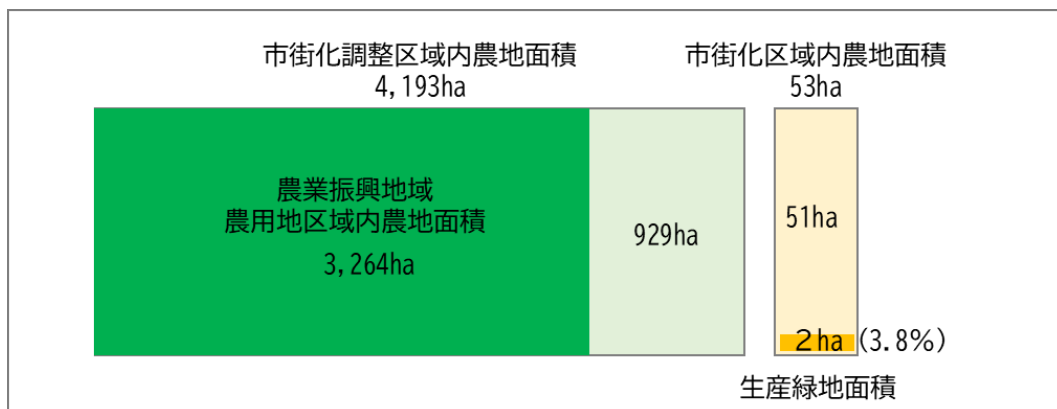 市街化調整区域内農地面積
4,193ha
市街化区域内農地面積
53ha
農業振興地域
農用地区域内農地面積
3,264ha
929ha
51ha
２ha (3.8%)
生産緑地面積